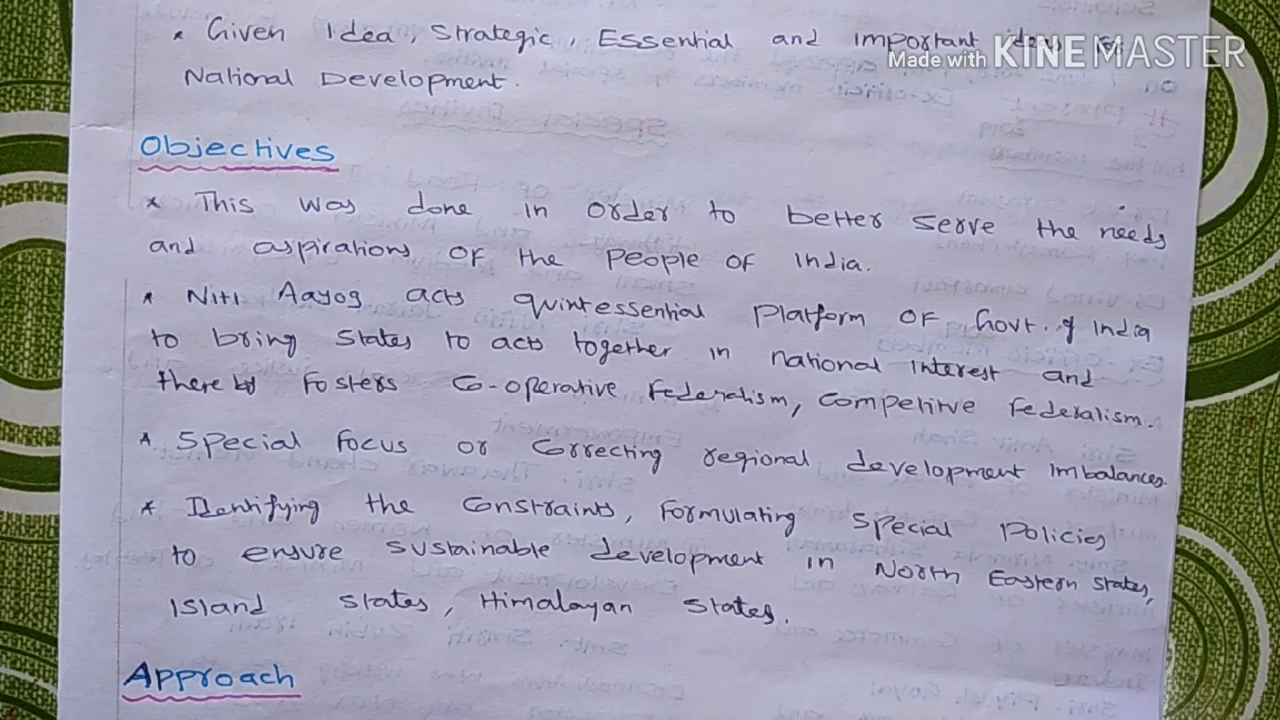 * Given Idea, Strategic, Essential and important ideas
Made with KINEMASTER
National Development.
Objectives
* This was done in order to better serve the needs
and aspirations of the People of India.
* Niti Aayog acts quintessential Platform of Govt. of India
to bring States to acts together in national interest and
there by Fosters Co-operative Federalism, Competitive Federalism.
* Special Focus on Correcting regional development Imbalances.
* Identifying the Constraints, Formulating Special Policies
to ensure sustainable development in North Eastern States,
Island States, Himalayan States.
Approach